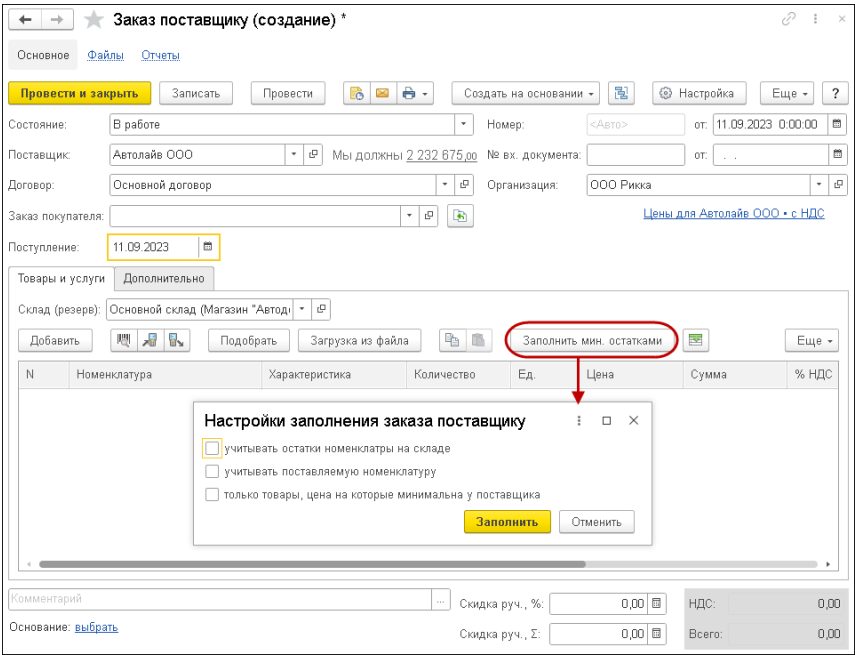 Заказ поставщику (создание) *
Основное Файлы Отчеты
Провести и закрыть Записать Провести Создать на основании Настройка Еще ?
Состояние: В работе Номер: <Авто> от: 11.09.2023 0:00:00
Поставщик: Автолайв ООО Мы должны 2 232 675,00 № вх. документа: от: . .
Договор: Основной договор Организация: ООО Рикка
Заказ покупателя: Цены для Автолайв ООО • с НДС
Поступление: 11.09.2023
Товары и услуги Дополнительно
Склад (резерв): Основной склад (Магазин "Автоді
Добавить Подобрать Загрузка из файла Заполнить мин. остатками Еще
N Номенклатура Характеристика Количество Ед. Цена Сумма % НДС
Настройки заполнения заказа поставщику
учитывать остатки номенклатры на складе
учитывать поставляемую номенклатуру
только товары, цена на которые минимальна у поставщика
Заполнить Отменить
Комментарий ...
Скидка руч., %: 0,00 НДС: 0,00
Основание: выбрать
Скидка руч., Σ: 0,00 Всего: 0,00